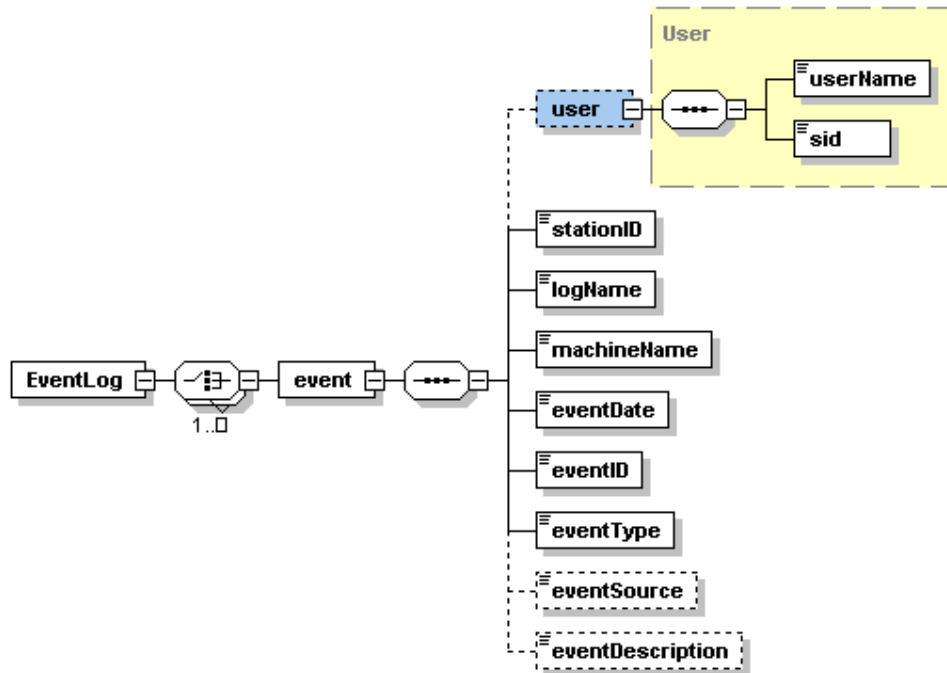 User
user
userName
sid
stationID
logName
machineName
EventLog
event
1..□
eventDate
eventID
eventType
eventSource
eventDescription